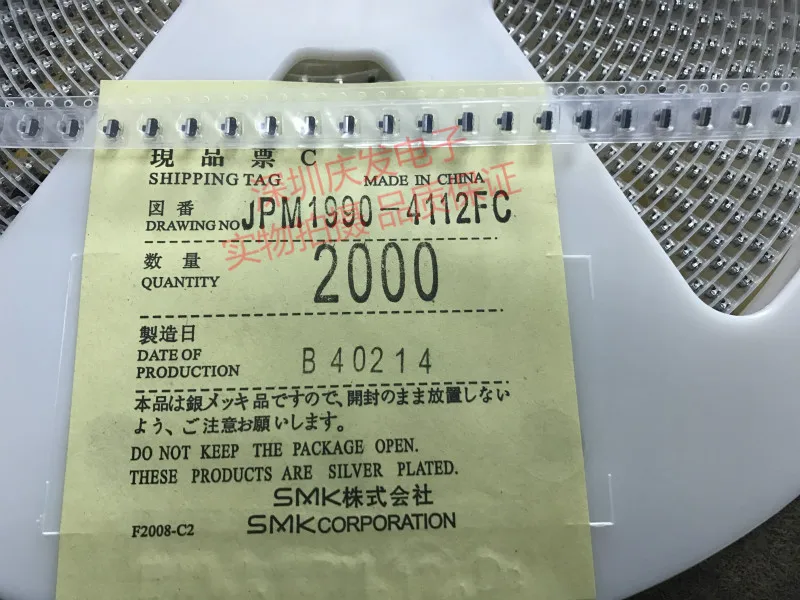 現品票 C
SHIPPING TAG MADE IN CHINA
深圳庆发电子
図番
DRAWING NO JPM1990-4112FC
实物拍摄 品质保证
数量
QUANTITY 2000
製造日
DATE OF
PRODUCTION B40214
本品は銀メッキ品ですので、開封のまま放置しない
よう、ご注意お願いします。
DO NOT KEEP THE PACKAGE OPEN.
THESE PRODUCTS ARE SILVER PLATED.
SMK株式会社
F2008-C2 SMK CORPORATION